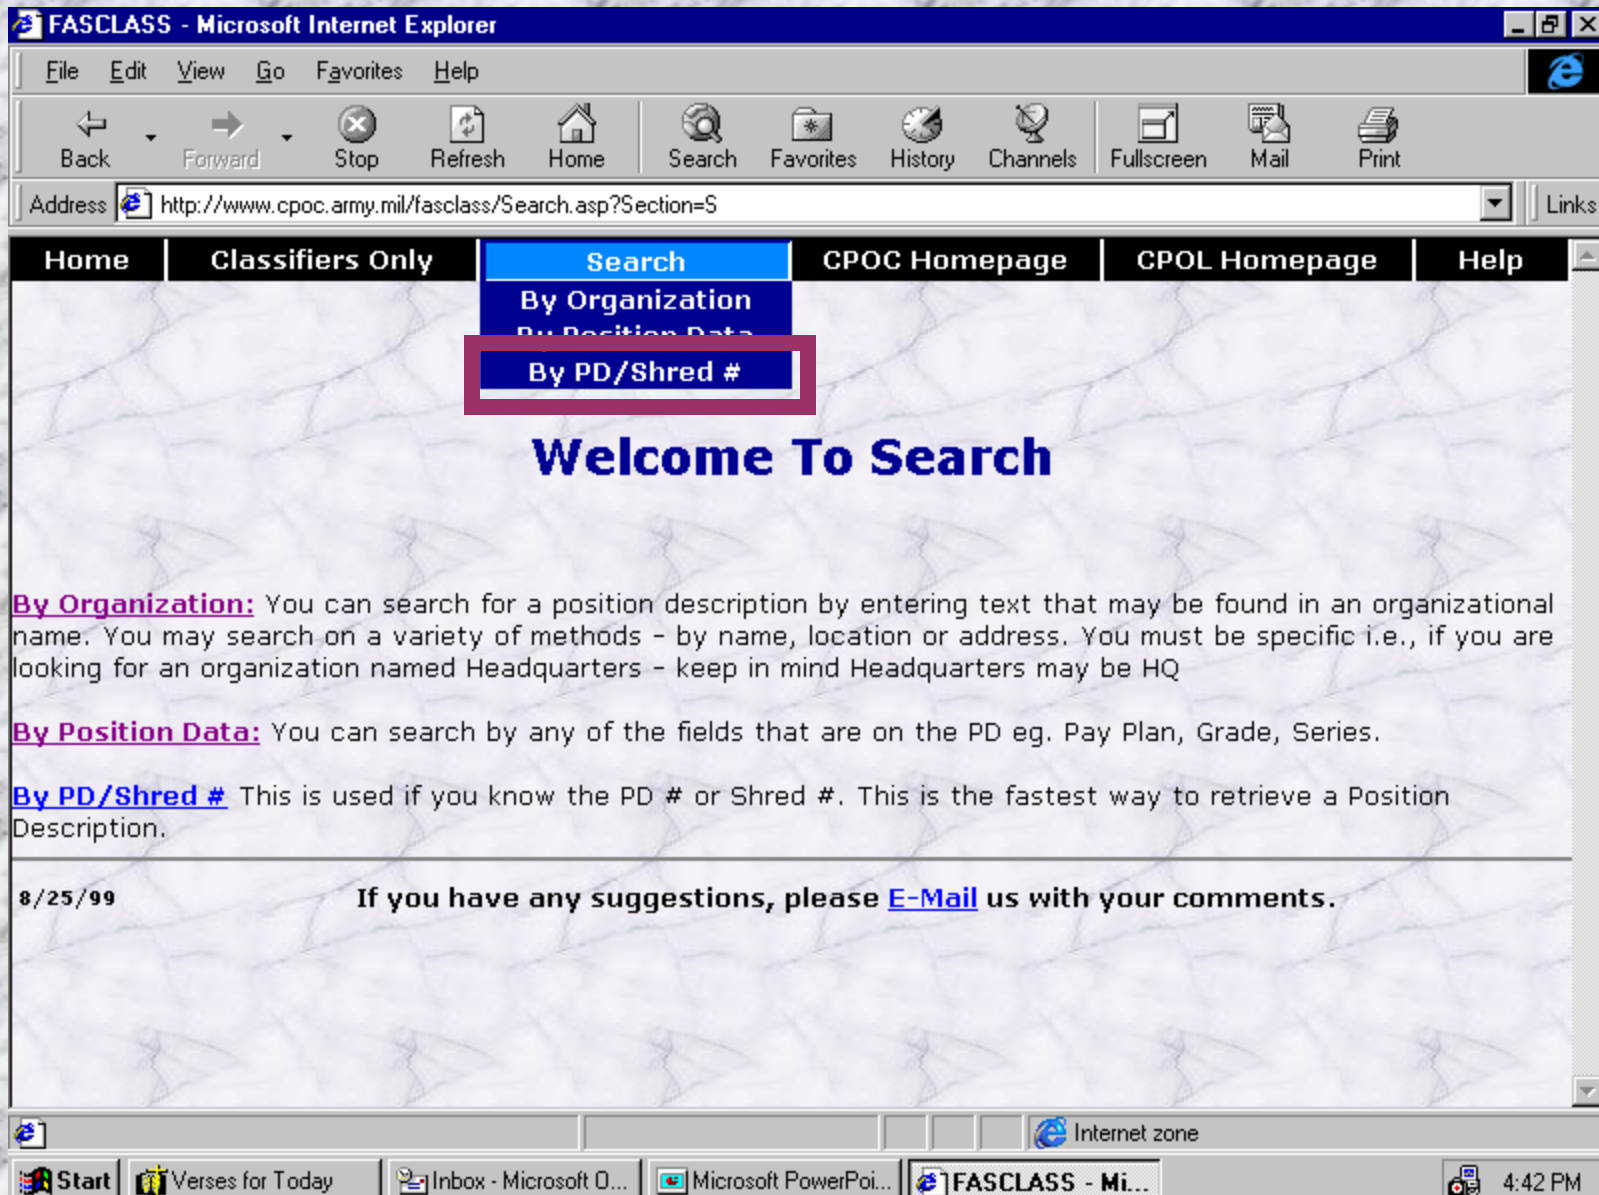 FASCLASS - Microsoft Internet Explorer
File Edit View Go Favorites Help
Back Forward Stop Refresh Home Search Favorites History Channels Fullscreen Mail Print
Address http://www.cpoc.army.mil/fasclass/Search.asp?Section=S Links
Home Classifiers Only Search CPOC Homepage CPOL Homepage Help
By Organization
By Position Data
By PD/Shred #
Welcome To Search
By Organization: You can search for a position description by entering text that may be found in an organizational
name. You may search on a variety of methods - by name, location or address. You must be specific i.e., if you are
looking for an organization named Headquarters - keep in mind Headquarters may be HQ
By Position Data: You can search by any of the fields that are on the PD eg. Pay Plan, Grade, Series.
By PD/Shred # This is used if you know the PD # or Shred #. This is the fastest way to retrieve a Position
Description.
8/25/99 If you have any suggestions, please E-Mail us with your comments.
Internet zone
Start Verses for Today Inbox - Microsoft O... Microsoft PowerPoi... FASCLASS - Mi... 4:42 PM